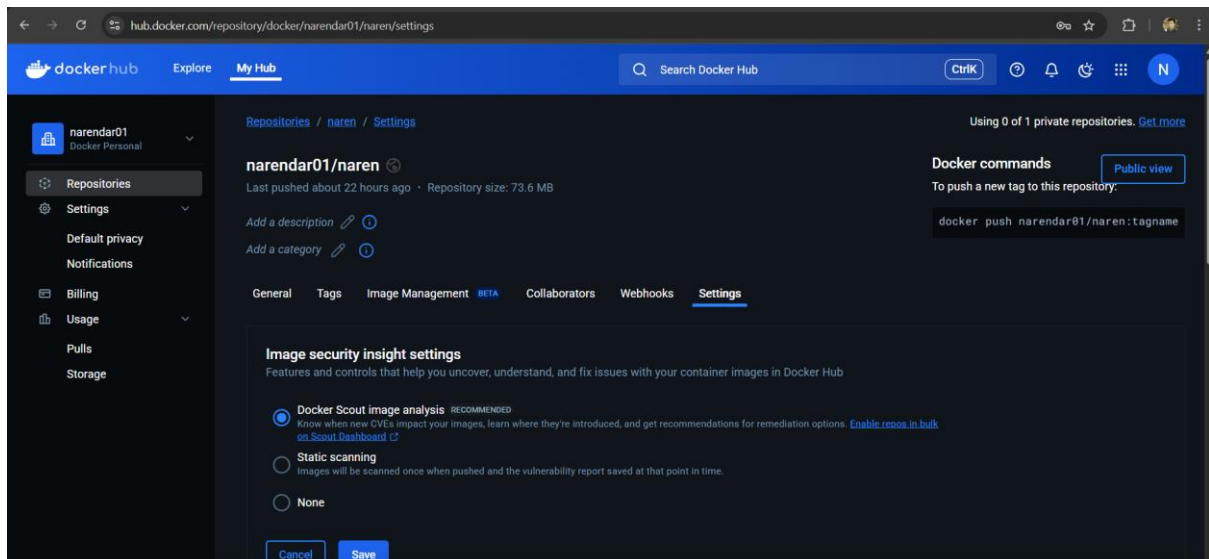 hub.docker.com/repository/docker/narendar01/naren/settings
dockerhub Explore My Hub Search Docker Hub CtrlK N
narendar01
Docker Personal
Repositories
Settings
Default privacy
Notifications
Billing
Usage
Pulls
Storage
Repositories / naren / Settings
Using 0 of 1 private repositories. Get more
narendar01/naren
Last pushed about 22 hours ago · Repository size: 73.6 MB
Add a description
Add a category
Docker commands
Public view
To push a new tag to this repository:
docker push narendar01/naren:tagname
General Tags Image Management BETA Collaborators Webhooks Settings
Image security insight settings
Features and controls that help you uncover, understand, and fix issues with your container images in Docker Hub
Docker Scout image analysis RECOMMENDED
Know when new CVEs impact your images, learn where they're introduced, and get recommendations for remediation options. Enable repos in bulk
on Scout Dashboard
Static scanning
Images will be scanned once when pushed and the vulnerability report saved at that point in time.
None
Cancel Save